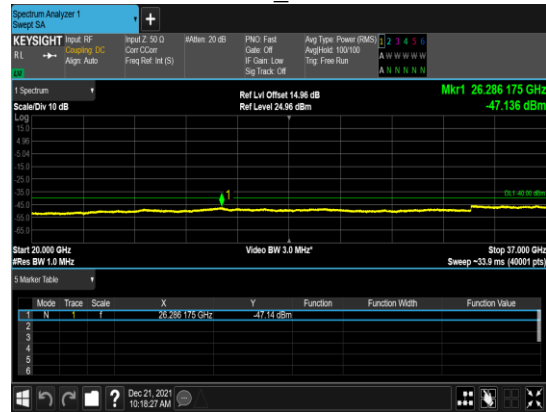 Spectrum Analyzer 1
Swept SA
+
KEYSIGHT Input: RF Input Z: 50 Ω #Atten: 20 dB PNO: Fast Avg Type: Power (RMS) 1 2 3 4 5 6
RL Coupling: DC Corr CCorr Gate: Off Avg|Hold: 100/100 A W W W W W
Align: Auto Freq Ref: Int (S) IF Gain: Low Trig: Free Run
Sig Track: Off A N N N N N
1 Spectrum Ref Lvl Offset 14.96 dB Mkr1 26.286 175 GHz
Scale/Div 10 dB Ref Level 24.96 dBm -47.136 dBm
Log
15.0
4.96
-5.04
-15.0
-25.0
1
-35.0 DL1 -40.00 dBm
-45.0
-55.0
-65.0
Start 20.000 GHz Video BW 3.0 MHz* Stop 37.000 GHz
#Res BW 1.0 MHz Sweep ~33.9 ms (40001 pts)
5 Marker Table
Mode Trace Scale X Y Function Function Width Function Value
1 N 1 f 26.286 175 GHz -47.14 dBm
2
3
4
5
6
? Dec 21, 2021
10:18:27 AM